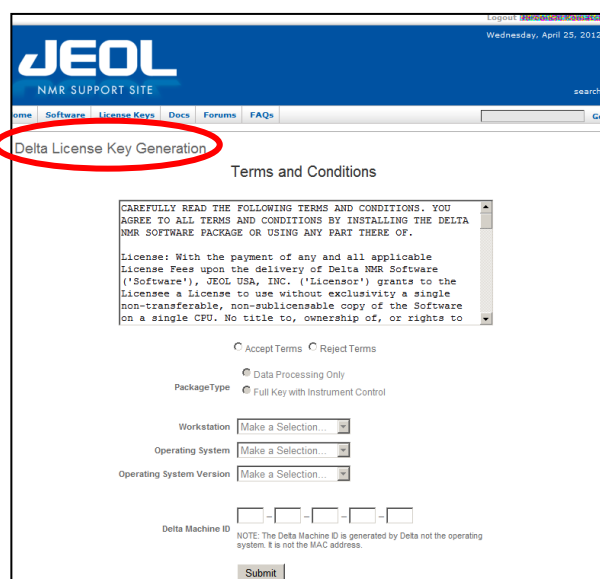 Logout
Wednesday, April 25, 2012
JEOL
NMR SUPPORT SITE
search
ome Software License Keys Docs Forums FAQs
G
Delta License Key Generation
Terms and Conditions
CAREFULLY READ THE FOLLOWING TERMS AND CONDITIONS. YOU
AGREE TO ALL TERMS AND CONDITIONS BY INSTALLING THE DELTA
NMR SOFTWARE PACKAGE OR USING ANY PART THERE OF.
License: With the payment of any and all applicable
License Fees upon the delivery of Delta NMR Software
('Software'), JEOL USA, INC. ('Licensor') grants to the
Licensee a License to use without exclusivity a single
non-transferable, non-sublicensable copy of the Software
on a single CPU. No title to, ownership of, or rights to
Accept Terms Reject Terms
Data Processing Only
PackageType
Full Key with Instrument Control
Workstation Make a Selection...
Operating System Make a Selection...
Operating System Version Make a Selection...
Delta Machine ID – – – –
NOTE: The Delta Machine ID is generated by Delta not the operating
system. It is not the MAC address.
Submit